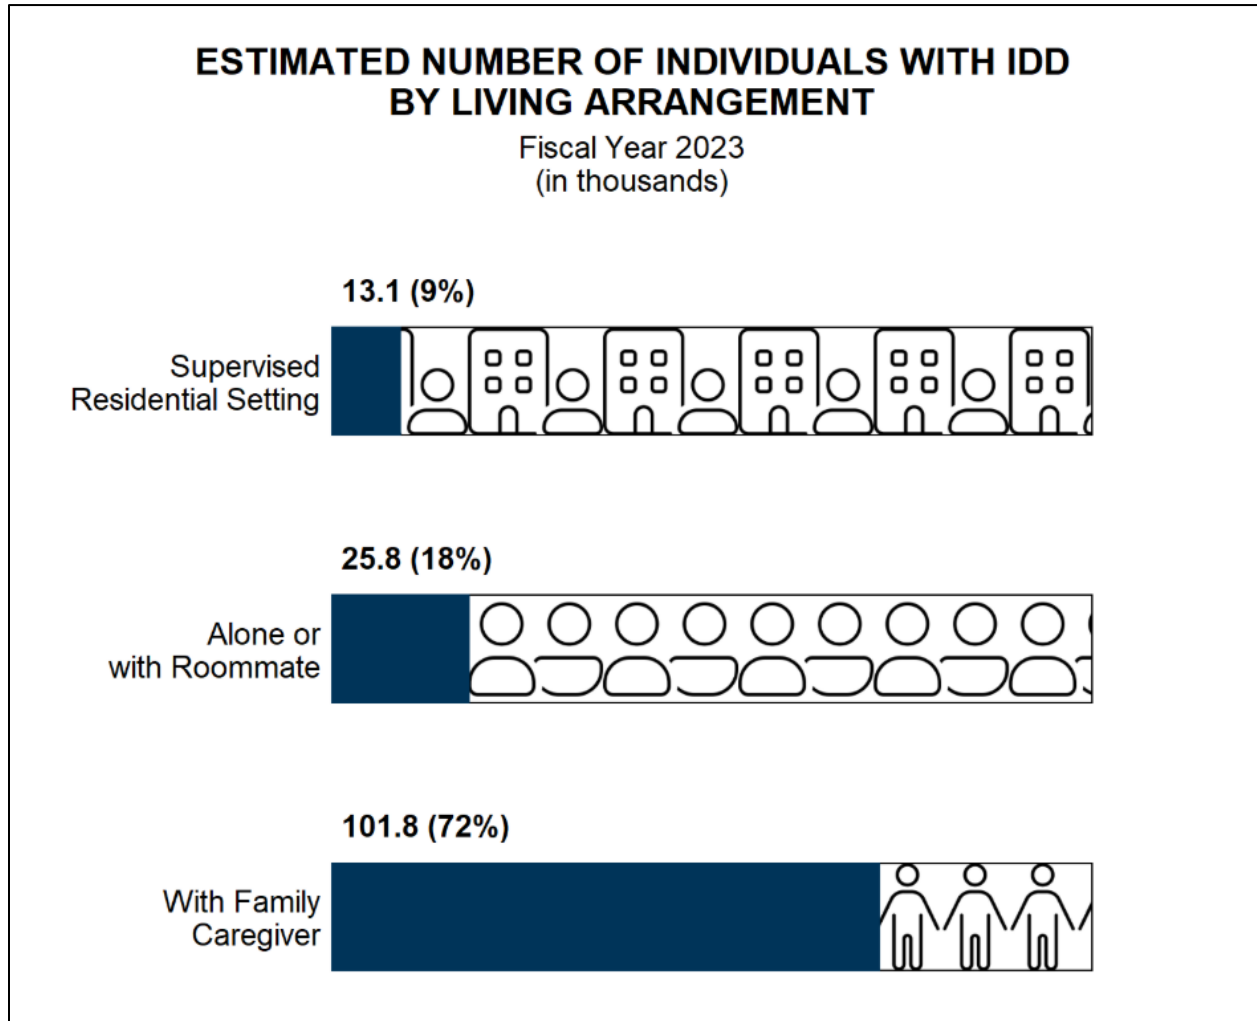 ESTIMATED NUMBER OF INDIVIDUALS WITH IDD
BY LIVING ARRANGEMENT
Fiscal Year 2023
(in thousands)
13.1 (9%)
Supervised
Residential Setting
25.8 (18%)
Alone or
with Roommate
101.8 (72%)
With Family
Caregiver